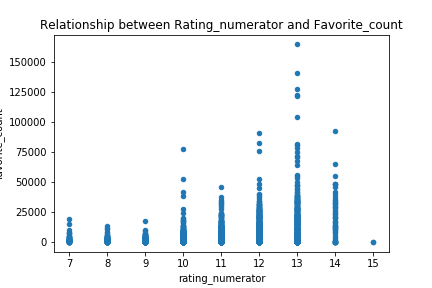 Relationship between Rating_numerator and Favorite_count
150000
125000
100000
75000
50000
25000
0
7 8 9 10 11 12 13 14 15
rating_numerator